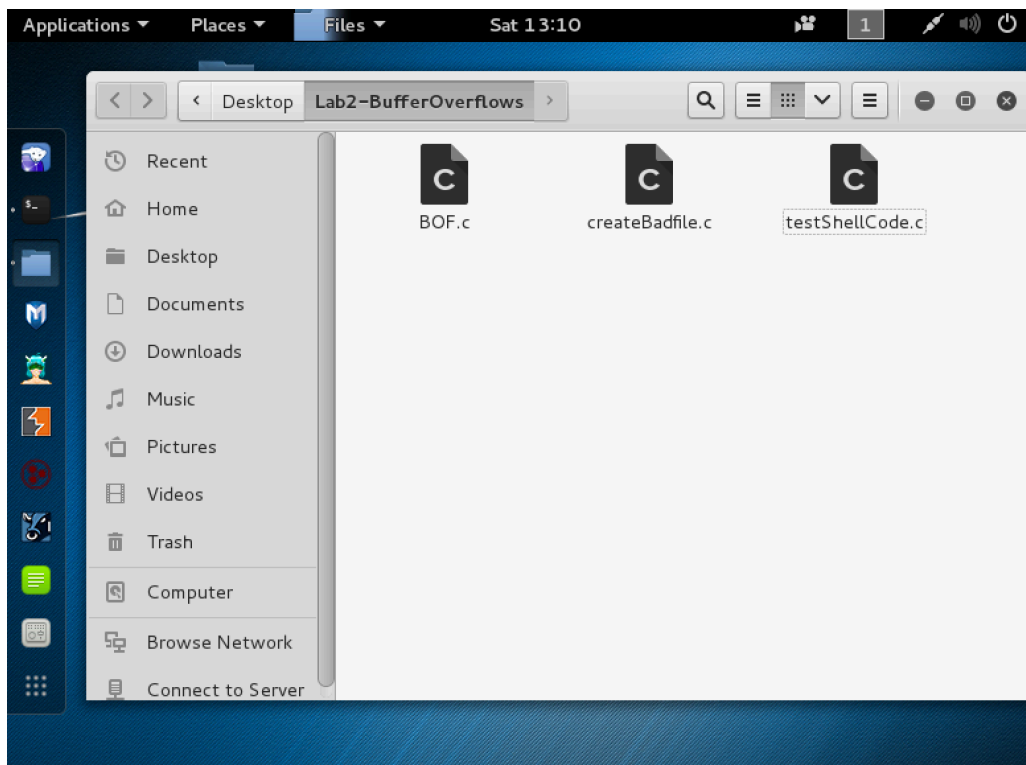 Applications Places Files Sat 13:10 1
Desktop Lab2-BufferOverflows
Recent
Home
Desktop
Documents
Downloads
Music
Pictures
Videos
Trash
Computer
Browse Network
Connect to Server
C C C
BOF.c createBadfile.c testShellCode.c
$_